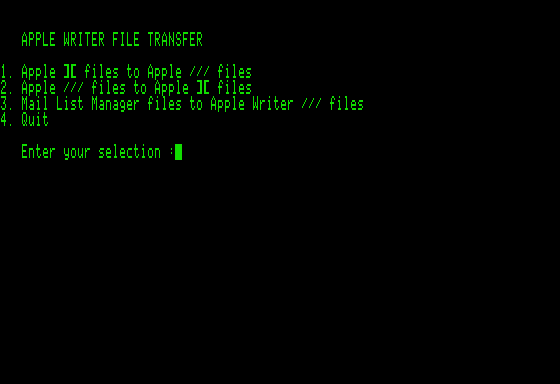 APPLE WRITER FILE TRANSFER
1. Apple ][ files to Apple /// files
2. Apple /// files to Apple ][ files
3. Mail List Manager files to Apple Writer /// files
4. Quit
Enter your selection :